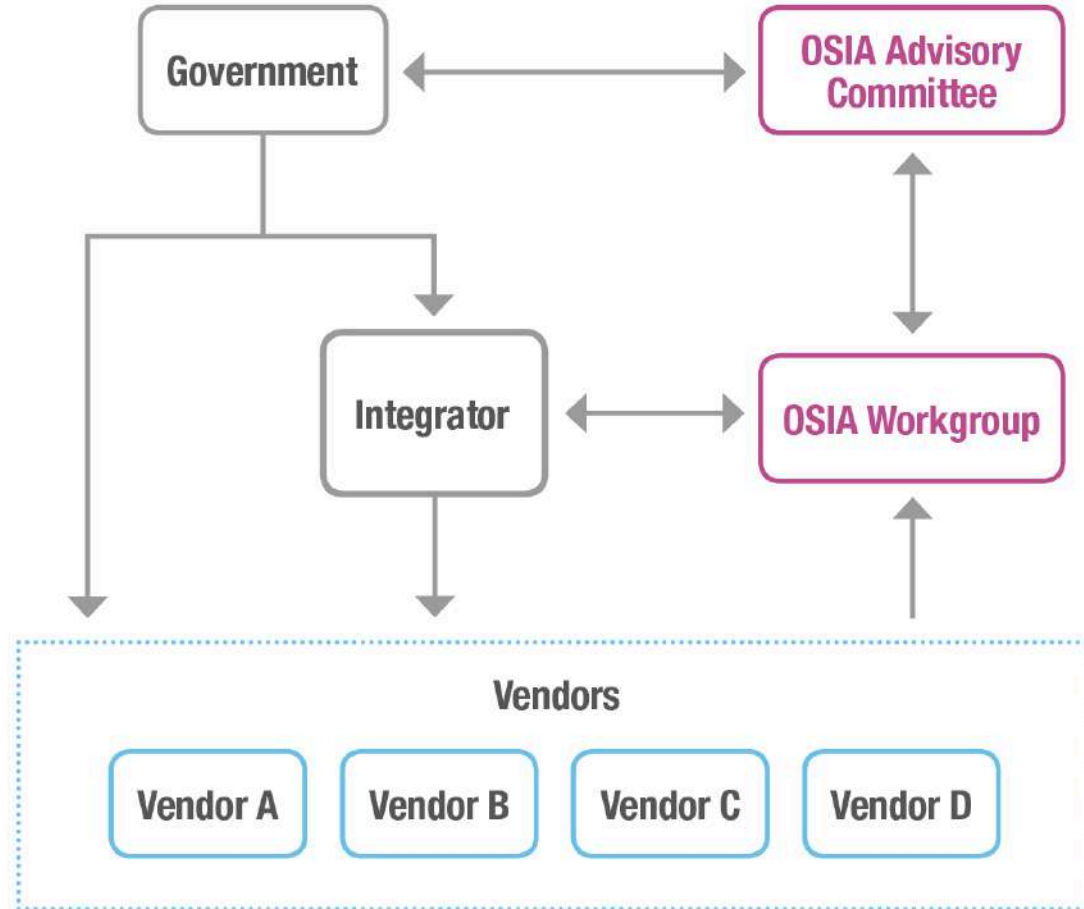 Government
OSIA Advisory
Committee
Integrator
OSIA Workgroup
Vendors
Vendor A
Vendor B
Vendor C
Vendor D